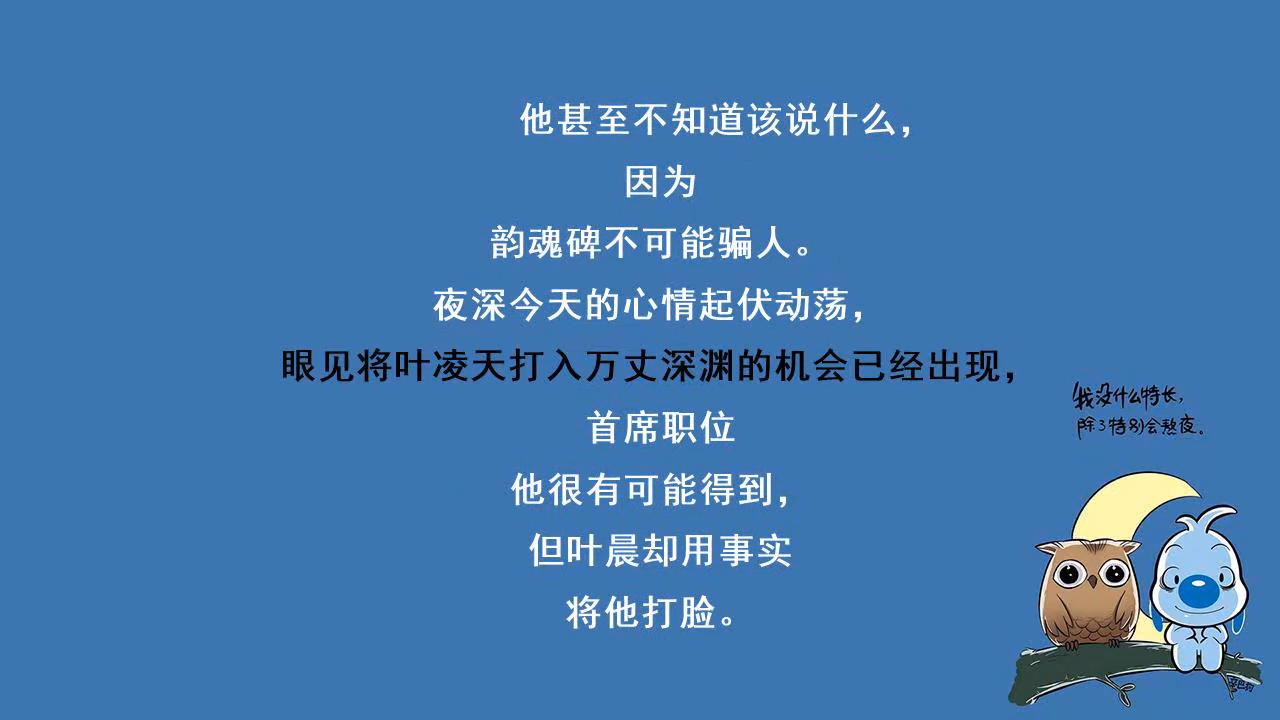 他甚至不知道该说什么，
因为
韵魂碑不可能骗人。
夜深今天的心情起伏动荡，
眼见将叶凌天打入万丈深渊的机会已经出现，
首席职位
他很有可能得到，
但叶晨却用事实
将他打脸。
我没什么特长，
除了特别会熬夜。